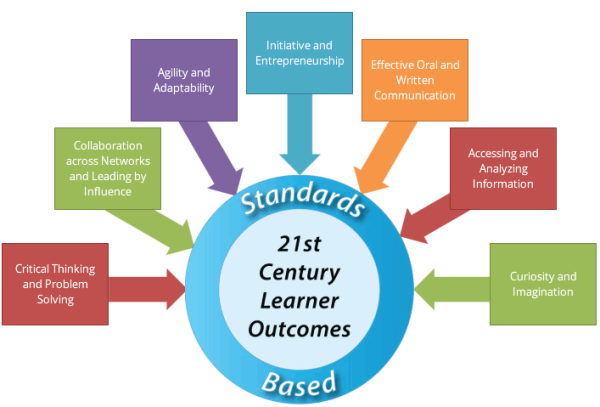 Initiative and
Entrepreneurship
Agility and
Adaptability
Effective Oral and
Written
Communication
Collaboration
across Networks
and Leading by
Influence
Accessing and
Analyzing
Information
Critical Thinking
and Problem
Solving
Curiosity and
Imagination
Standards
21st
Century
Learner
Outcomes
Based